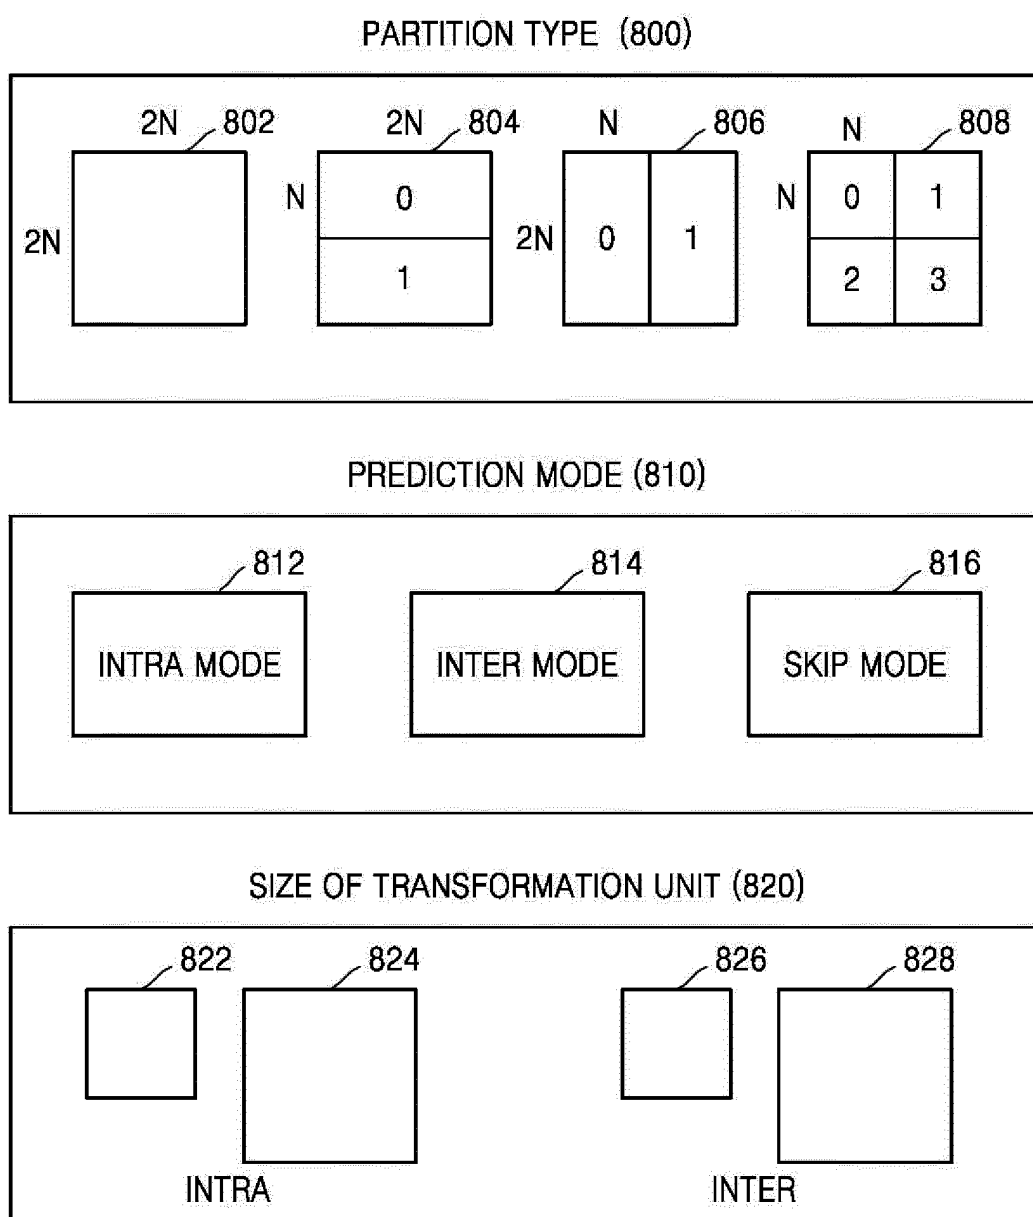 PARTITION TYPE (800)
2N 802 2N 804 N 806 N 808
2N N 0 1 2N 0 1 N 0 1 2 3
PREDICTION MODE (810)
812 814 816
INTRA MODE INTER MODE SKIP MODE
SIZE OF TRANSFORMATION UNIT (820)
822 824 826 828
INTRA INTER